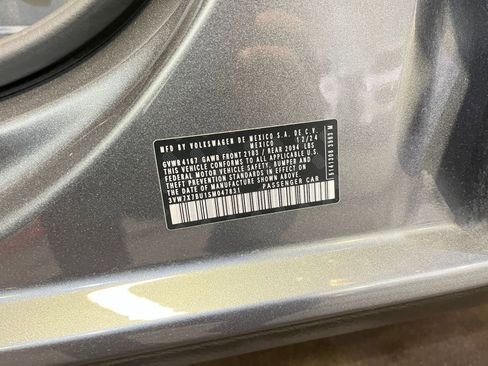 MFD BY VOLKSWAGEN DE MEXICO S.A. DE C.V.
MEXICO 12/24
GVWR 4167 GAWR FRONT 2183 / REAR 2094 LBS
THIS VEHICLE CONFORMS TO ALL APPLICABLE U.S.
FEDERAL MOTOR VEHICLE SAFETY, BUMPER AND
THEFT PREVENTION STANDARDS IN EFFECT ON
THE DATE OF MANUFACTURE SHOWN ABOVE.
3VW7X7BU1SM047831 PASSENGER CAR